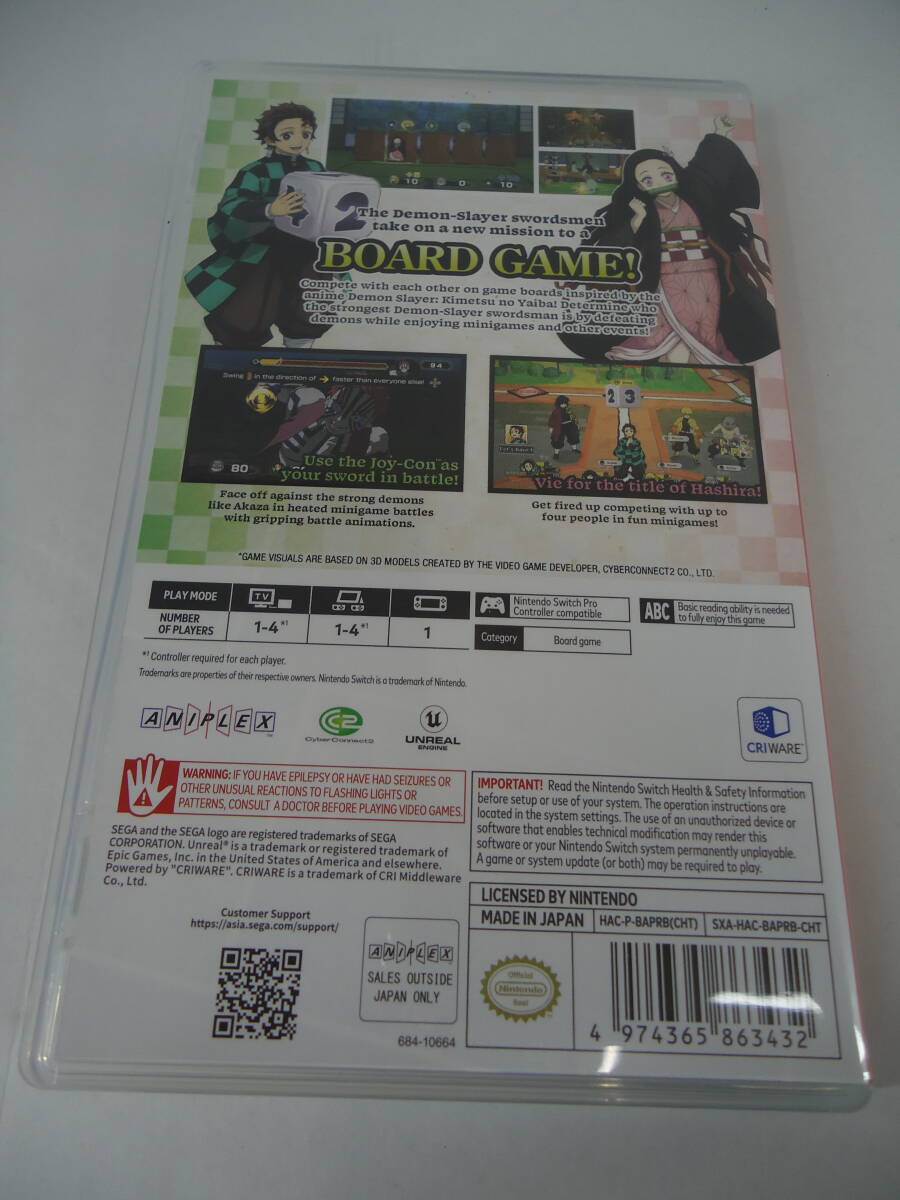 2
10
0
10
The Demon-Slayer swordsmen
take on a new mission to a
BOARD GAME!
Compete with each other on game boards inspired by the
anime Demon Slayer: Kimetsu no Yaiba! Determine who
the strongest Demon-Slayer swordsman is by defeating
demons while enjoying minigames and other events!
94
Swing in the direction of → faster than everyone else!
80
Use the Joy-Con™ as
your sword in battle!
Face off against the strong demons
like Akaza in heated minigame battles
with gripping battle animations.
2 3
Vie for the title of Hashira!
Get fired up competing with up to
four people in fun minigames!
*GAME VISUALS ARE BASED ON 3D MODELS CREATED BY THE VIDEO GAME DEVELOPER, CYBERCONNECT2 CO., LTD.
PLAY MODE
TV
NUMBER
OF PLAYERS
1-4*1
1-4*1
1
Nintendo Switch Pro
Controller compatible
Category
Board game
ABC
Basic reading ability is needed
to fully enjoy this game
*1 Controller required for each player.
Trademarks are properties of their respective owners. Nintendo Switch is a trademark of Nintendo.
ANIPLEX™
CyberConnect2
UNREAL
ENGINE
CRIWARE™
WARNING: IF YOU HAVE EPILEPSY OR HAVE HAD SEIZURES OR
OTHER UNUSUAL REACTIONS TO FLASHING LIGHTS OR
PATTERNS, CONSULT A DOCTOR BEFORE PLAYING VIDEO GAMES.
IMPORTANT! Read the Nintendo Switch Health & Safety Information
before setup or use of your system. The operation instructions are
located in the system settings. The use of an unauthorized device or
software that enables technical modification may render this
software or your Nintendo Switch system permanently unplayable.
A game or system update (or both) may be required to play.
SEGA and the SEGA logo are registered trademarks of SEGA
CORPORATION. Unreal® is a trademark or registered trademark of
Epic Games, Inc. in the United States of America and elsewhere.
Powered by "CRIWARE". CRIWARE is a trademark of CRI Middleware
Co., Ltd.
Customer Support
https://asia.sega.com/support/
ANIPLEX
SALES OUTSIDE
JAPAN ONLY
684-10664
LICENSED BY NINTENDO
MADE IN JAPAN
HAC-P-BAPRB(CHT)
SXA-HAC-BAPRB-CHT
Official
Nintendo
Seal
4 974365 863432